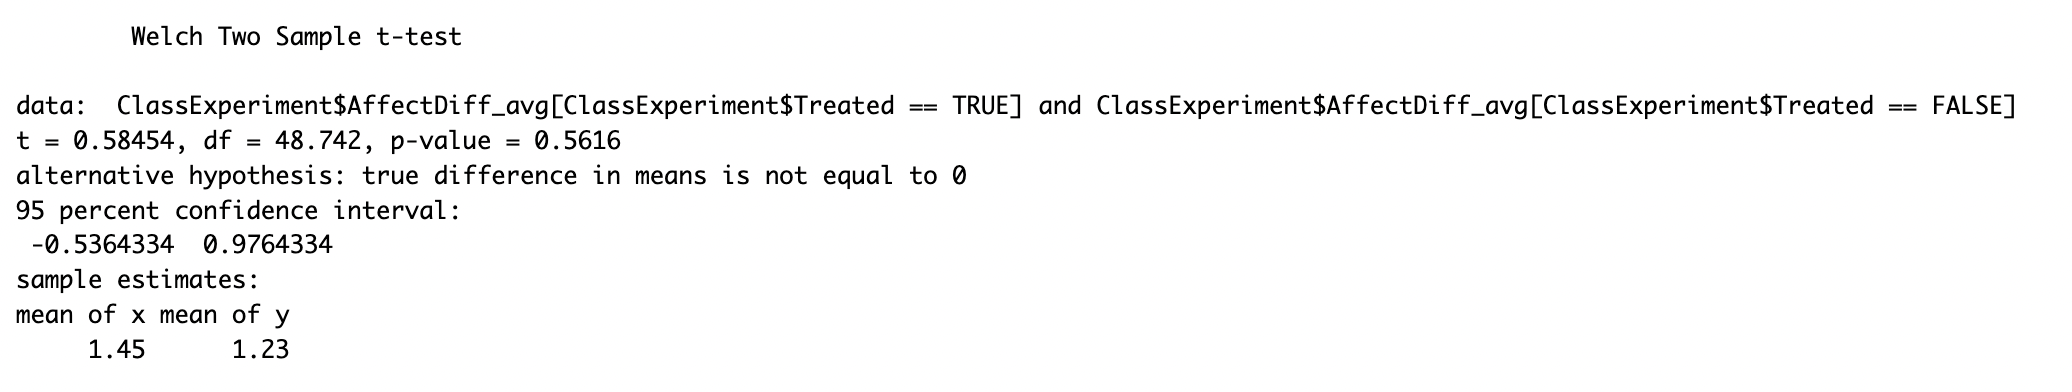 Welch Two Sample t-test
data:  ClassExperiment$AffectDiff_avg[ClassExperiment$Treated == TRUE] and ClassExperiment$AffectDiff_avg[ClassExperiment$Treated == FALSE]
t = 0.58454, df = 48.742, p-value = 0.5616
alternative hypothesis: true difference in means is not equal to 0
95 percent confidence interval:
 -0.5364334  0.9764334
sample estimates:
mean of x mean of y
     1.45      1.23